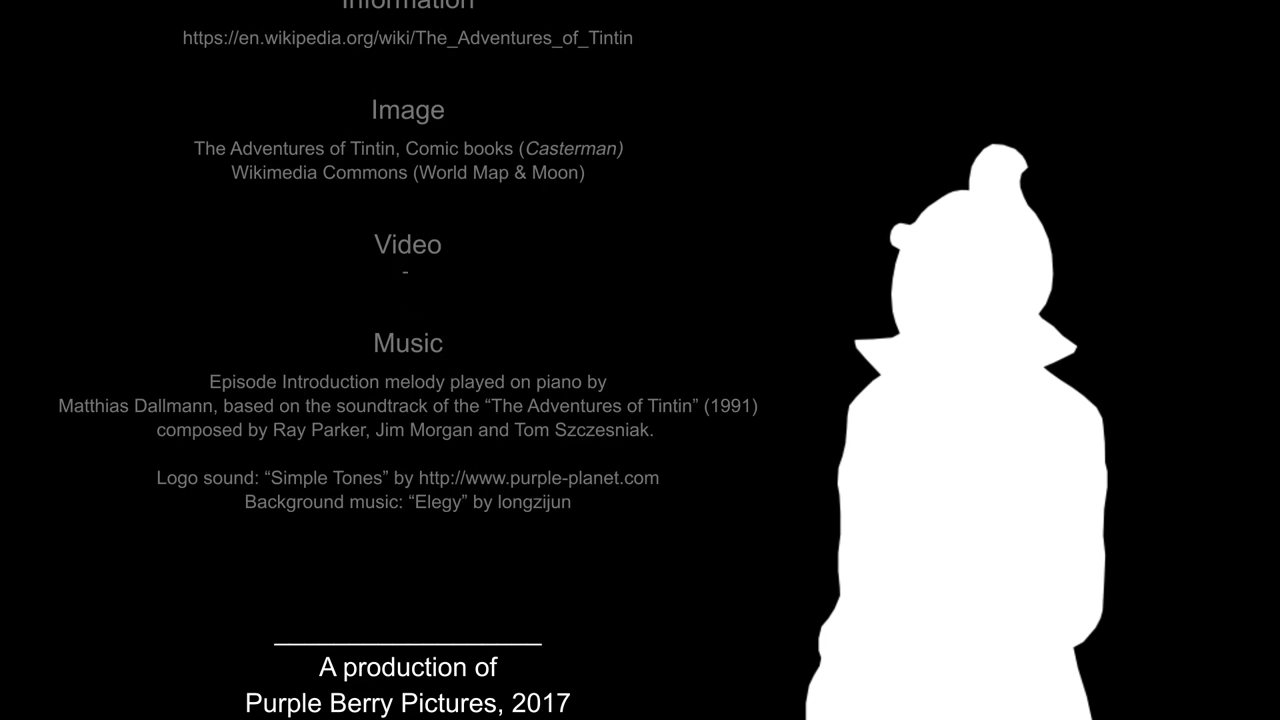 Information
https://en.wikipedia.org/wiki/The_Adventures_of_Tintin
Image
The Adventures of Tintin, Comic books (Casterman)
Wikimedia Commons (World Map & Moon)
Video
-
Music
Episode Introduction melody played on piano by
Matthias Dallmann, based on the soundtrack of the “The Adventures of Tintin” (1991)
composed by Ray Parker, Jim Morgan and Tom Szczesniak.
Logo sound: “Simple Tones” by http://www.purple-planet.com
Background music: “Elegy” by longzijun
A production of
Purple Berry Pictures, 2017